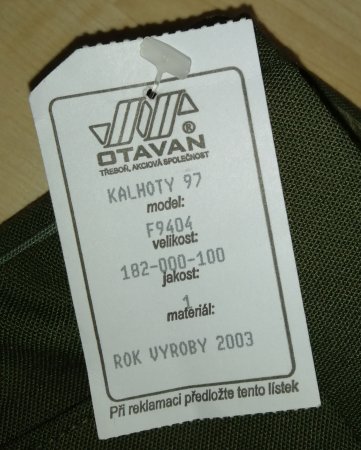 OTAVAN ®
TŘEBOŇ, AKCIOVÁ SPOLEČNOST
KALHOTY 97
model:
F9404
velikost:
182-000-100
jakost:
1
materiál:
ROK VYROBY 2003
Při reklamaci předložte tento lístek